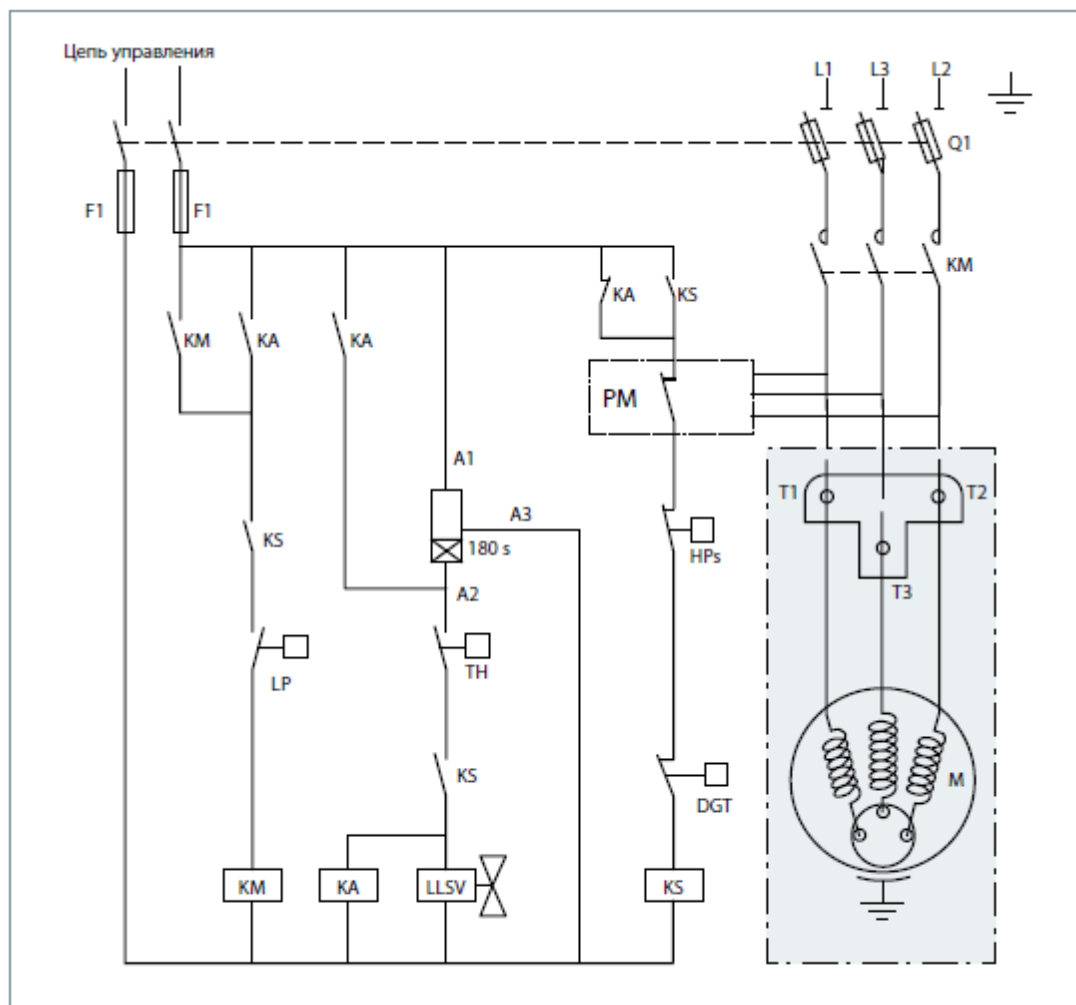 Цепь управления
L1 L3 L2
Q1
F1 F1
KM
KA KS
KM KA KA
PM
A1
T1 T2
A3
180 s
KS
HPs
A2
T3
TH
LP
KS
M
DGT
KM KA LLSV KS